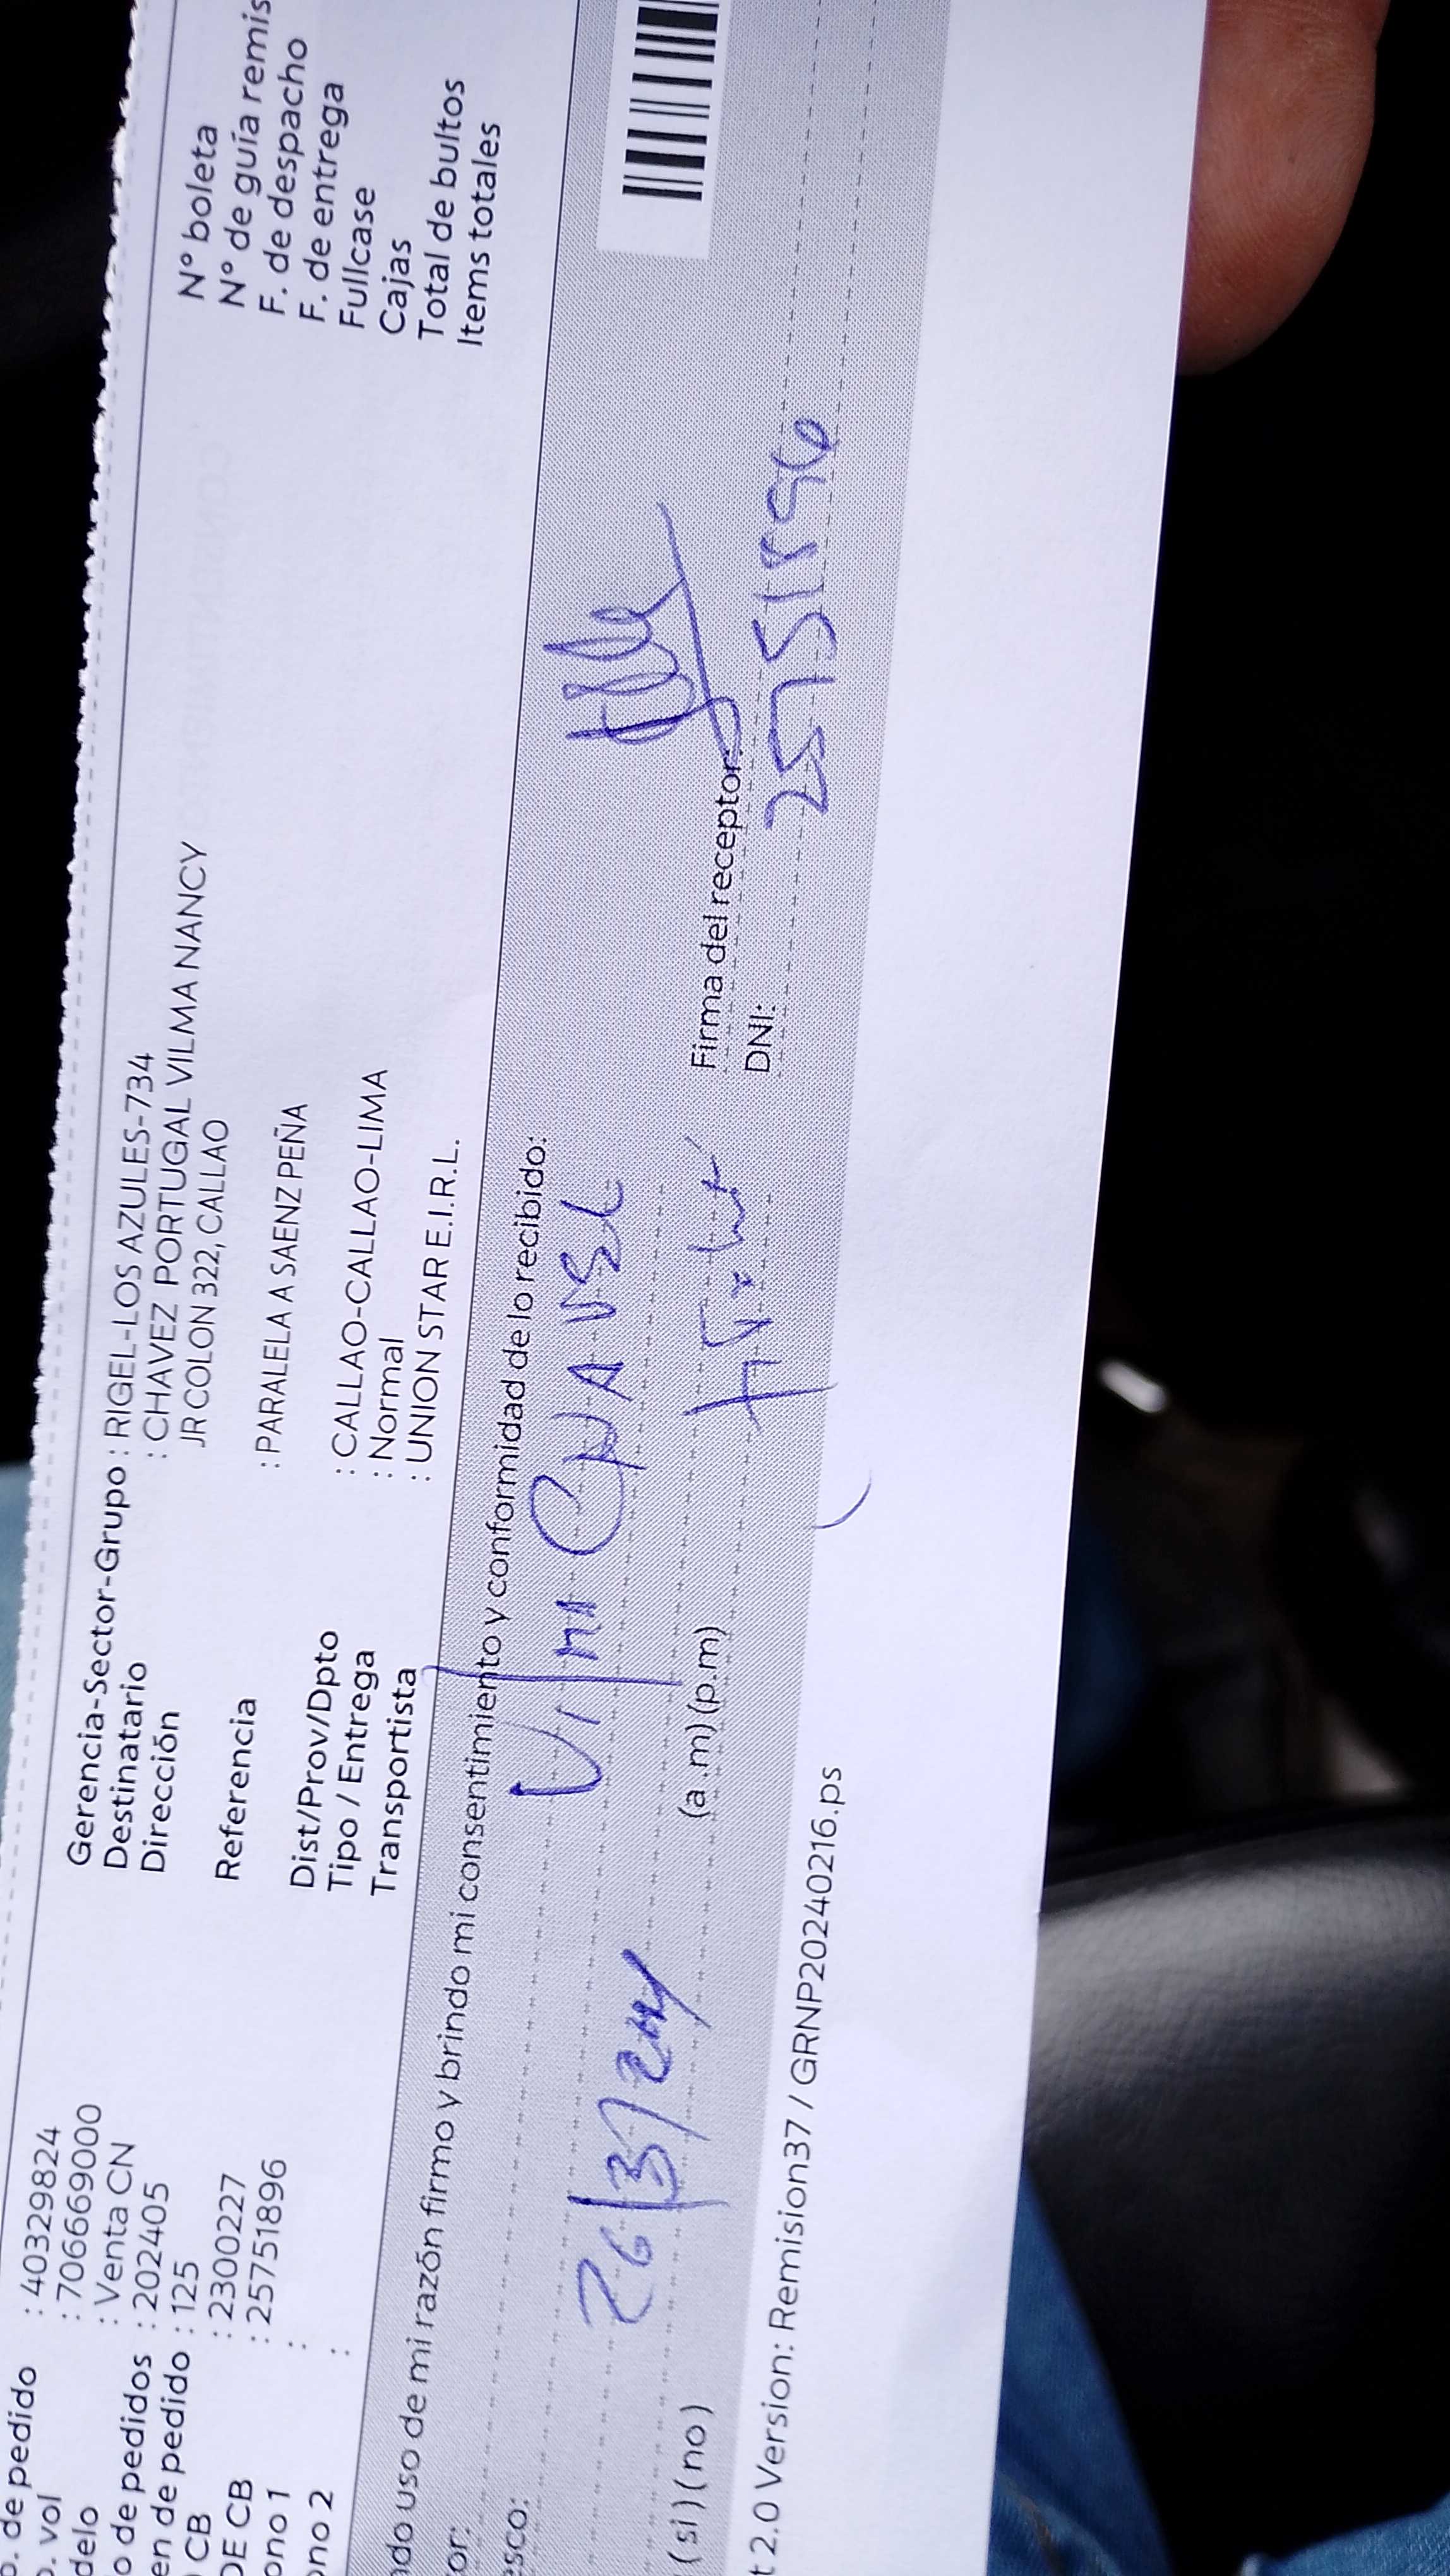 . de pedido : 40329824
. vol : 7066669000
delo : Venta CN
o de pedidos : 202405
en de pedido : 125
CB : 2300227
DE CB : 25751896
ono 1 :
ono 2 :
Gerencia-Sector-Grupo : RIGEL-LOS AZULES-734
Destinatario : CHAVEZ PORTUGAL VILMA NANCY
Dirección JR COLON 322, CALLAO
Referencia : PARALELA A SAENZ PEÑA
Dist/Prov/Dpto : CALLAO-CALLAO-LIMA
Tipo / Entrega : Normal
Transportista : UNION STAR E.I.R.L.
N° boleta
N° de guía remis
F. de despacho
F. de entrega
Fullcase
Cajas
Total de bultos
Items totales
ndo uso de mi razón firmo y brindo mi consentimiento y conformidad de lo recibido:
or:
esco:
26/3/24
(si) (no) (a .m) (p.m)
Firma del receptor:
DNI: 25751896
t 2.0 Version: Remision37 / GRNP20240216.ps